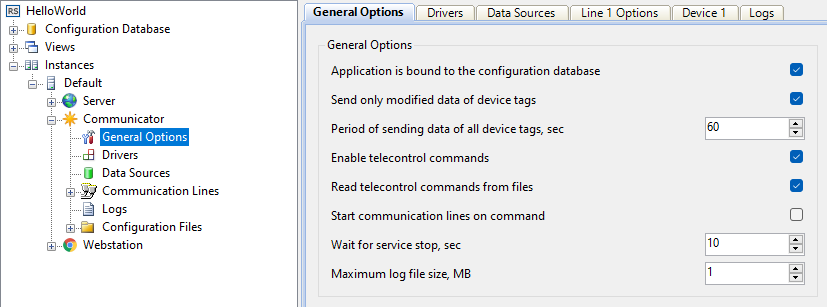 RS HelloWorld
Configuration Database
Views
Instances
Default
Server
Communicator
General Options
Drivers
Data Sources
Communication Lines
Logs
Configuration Files
Webstation
General Options Drivers Data Sources Line 1 Options Device 1 Logs
General Options
Application is bound to the configuration database
Send only modified data of device tags
Period of sending data of all device tags, sec 60
Enable telecontrol commands
Read telecontrol commands from files
Start communication lines on command
Wait for service stop, sec 10
Maximum log file size, MB 1